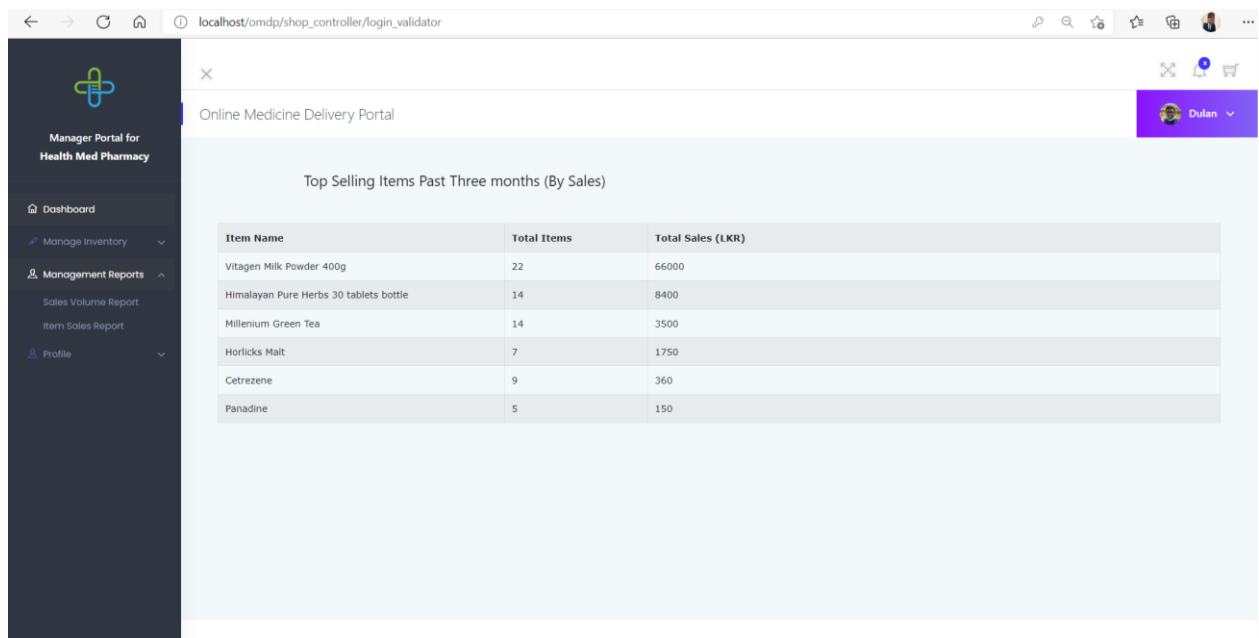 localhost/omdp/shop_controller/login_validator
Manager Portal for
Health Med Pharmacy
Dashboard
Manage Inventory
Management Reports
Sales Volume Report
Item Sales Report
Profile
Online Medicine Delivery Portal
Dulan
Top Selling Items Past Three months (By Sales)
Item Name Total Items Total Sales (LKR)
Vitagen Milk Powder 400g 22 66000
Himalayan Pure Herbs 30 tablets bottle 14 8400
Millenium Green Tea 14 3500
Horlicks Malt 7 1750
Cetrezene 9 360
Panadine 5 150